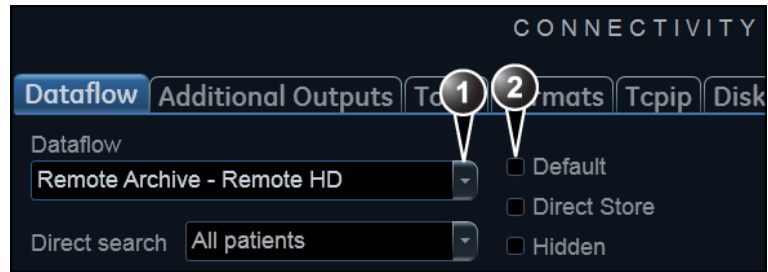 CONNECTIVITY
Dataflow Additional Outputs Tcpip Disk
1 2
Dataflow
Remote Archive - Remote HD
Default
Direct Store
Direct search All patients
Hidden